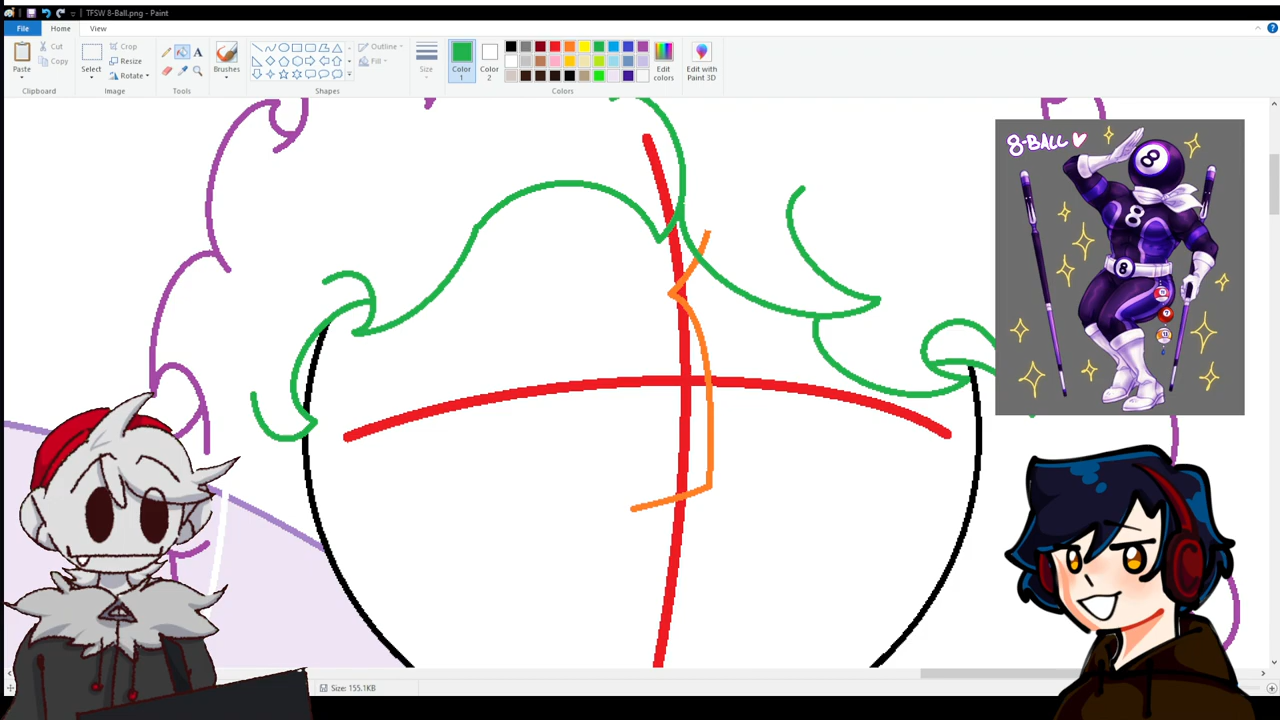 TFSW 8-Ball.png - Paint
File
Home
View
Paste
Cut
Copy
Clipboard
Select
Crop
Resize
Rotate
Image
A
Tools
Brushes
Shapes
Outline
Fill
Size
Color
1
Color
2
Colors
Edit
colors
Edit with
Paint 3D
8-BALL
8
8
8
Size: 155.1KB